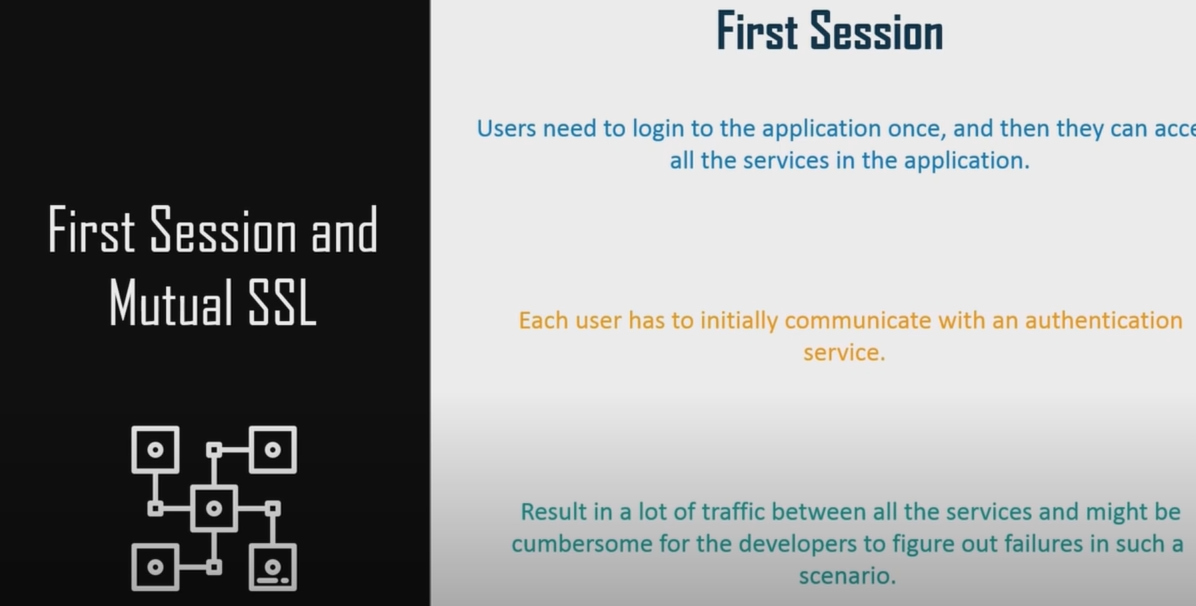 First Session and
Mutual SSL
First Session
Users need to login to the application once, and then they can acce
all the services in the application.
Each user has to initially communicate with an authentication
service.
Result in a lot of traffic between all the services and might be
cumbersome for the developers to figure out failures in such a
scenario.